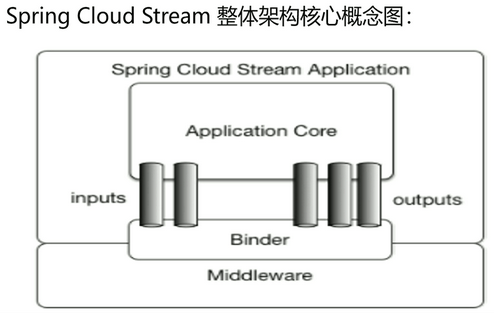 Spring Cloud Stream 整体架构核心概念图：
Spring Cloud Stream Application
Application Core
inputs
outputs
Binder
Middleware